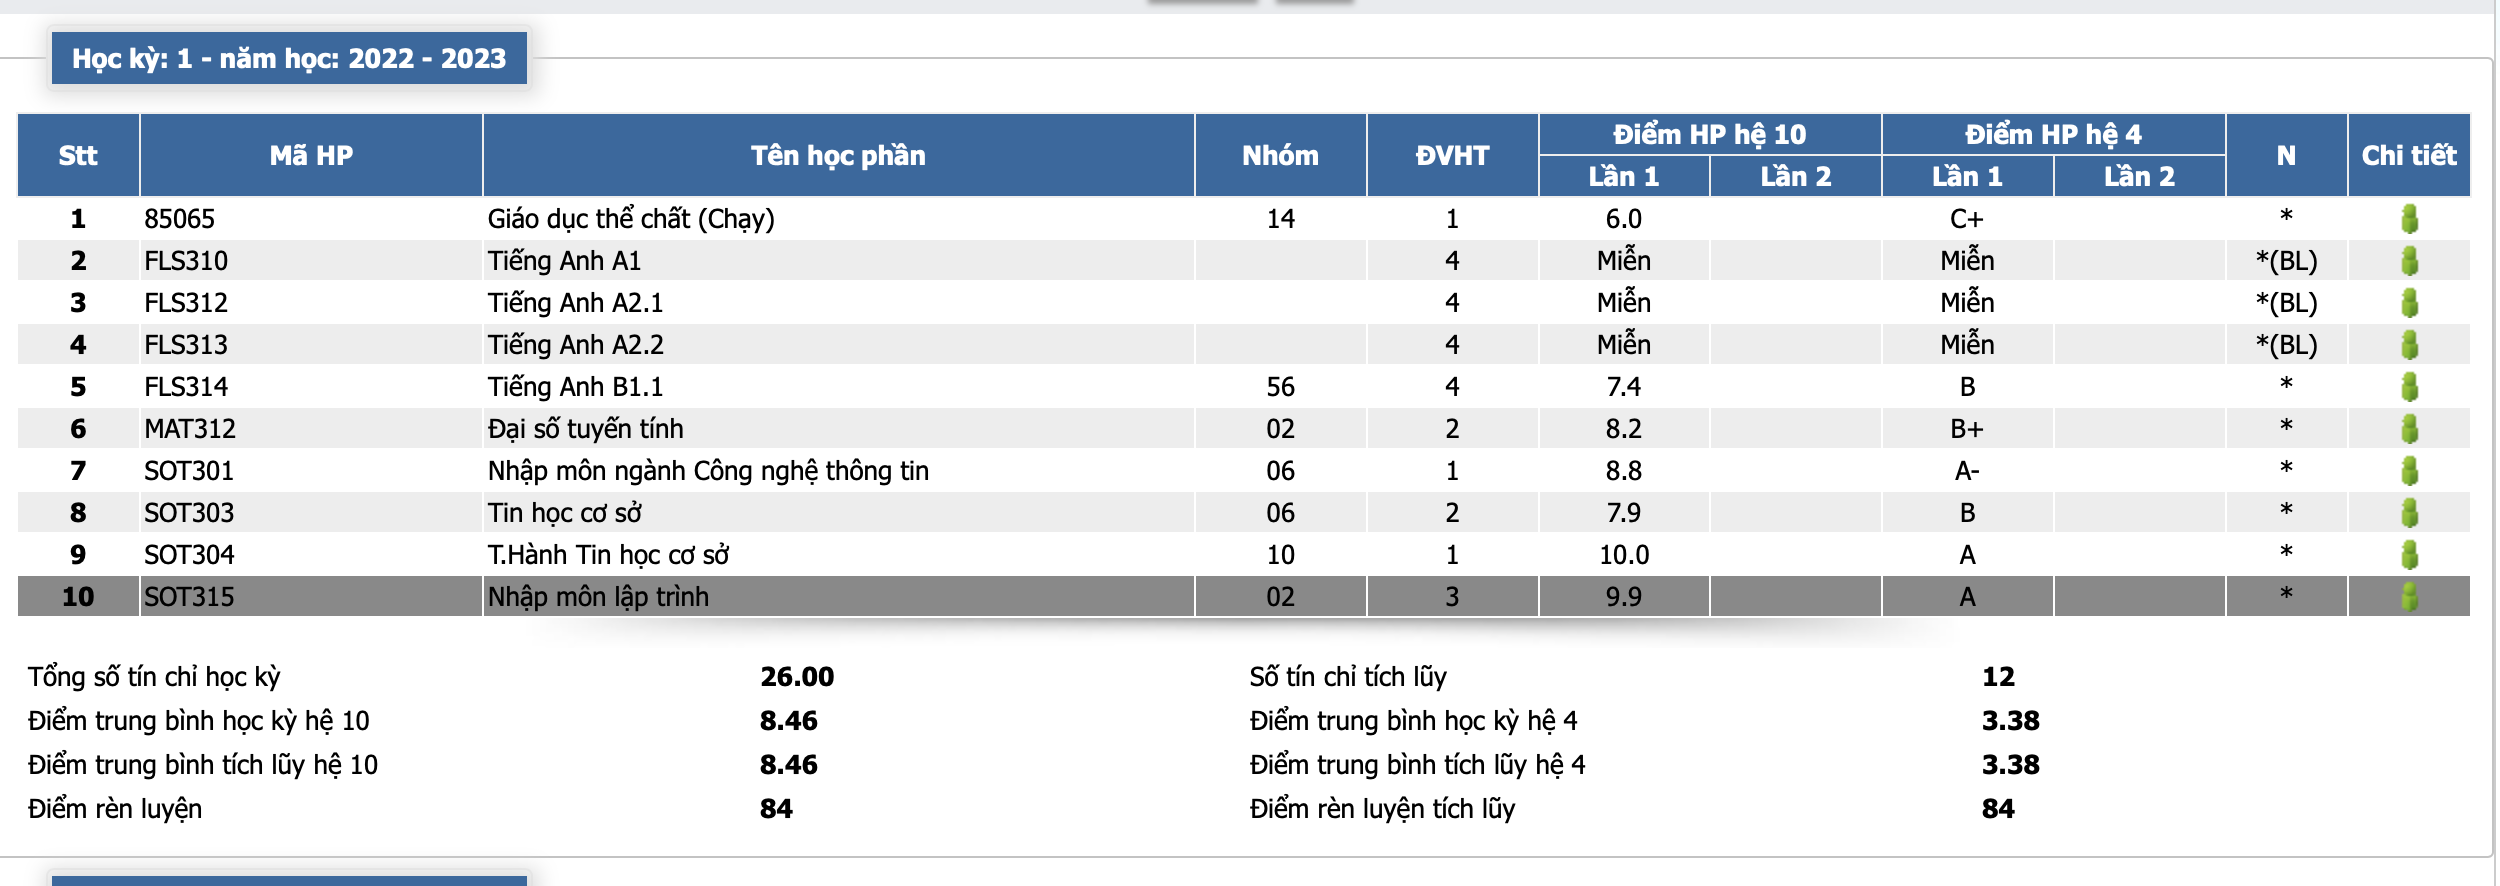 Học kỳ: 1 - năm học: 2022 - 2023
Stt Mã HP Tên học phần Nhóm ĐVHT Điểm HP hệ 10 Điểm HP hệ 4 N Chi tiết
Lần 1 Lần 2 Lần 1 Lần 2
1 85065 Giáo dục thể chất (Chạy) 14 1 6.0 C+ *
2 FLS310 Tiếng Anh A1 4 Miễn Miễn *(BL)
3 FLS312 Tiếng Anh A2.1 4 Miễn Miễn *(BL)
4 FLS313 Tiếng Anh A2.2 4 Miễn Miễn *(BL)
5 FLS314 Tiếng Anh B1.1 56 4 7.4 B *
6 MAT312 Đại số tuyến tính 02 2 8.2 B+ *
7 SOT301 Nhập môn ngành Công nghệ thông tin 06 1 8.8 A- *
8 SOT303 Tin học cơ sở 06 2 7.9 B *
9 SOT304 T.Hành Tin học cơ sở 10 1 10.0 A *
10 SOT315 Nhập môn lập trình 02 3 9.9 A *
Tổng số tín chỉ học kỳ 26.00 Số tín chỉ tích lũy 12
Điểm trung bình học kỳ hệ 10 8.46 Điểm trung bình học kỳ hệ 4 3.38
Điểm trung bình tích lũy hệ 10 8.46 Điểm trung bình tích lũy hệ 4 3.38
Điểm rèn luyện 84 Điểm rèn luyện tích lũy 84